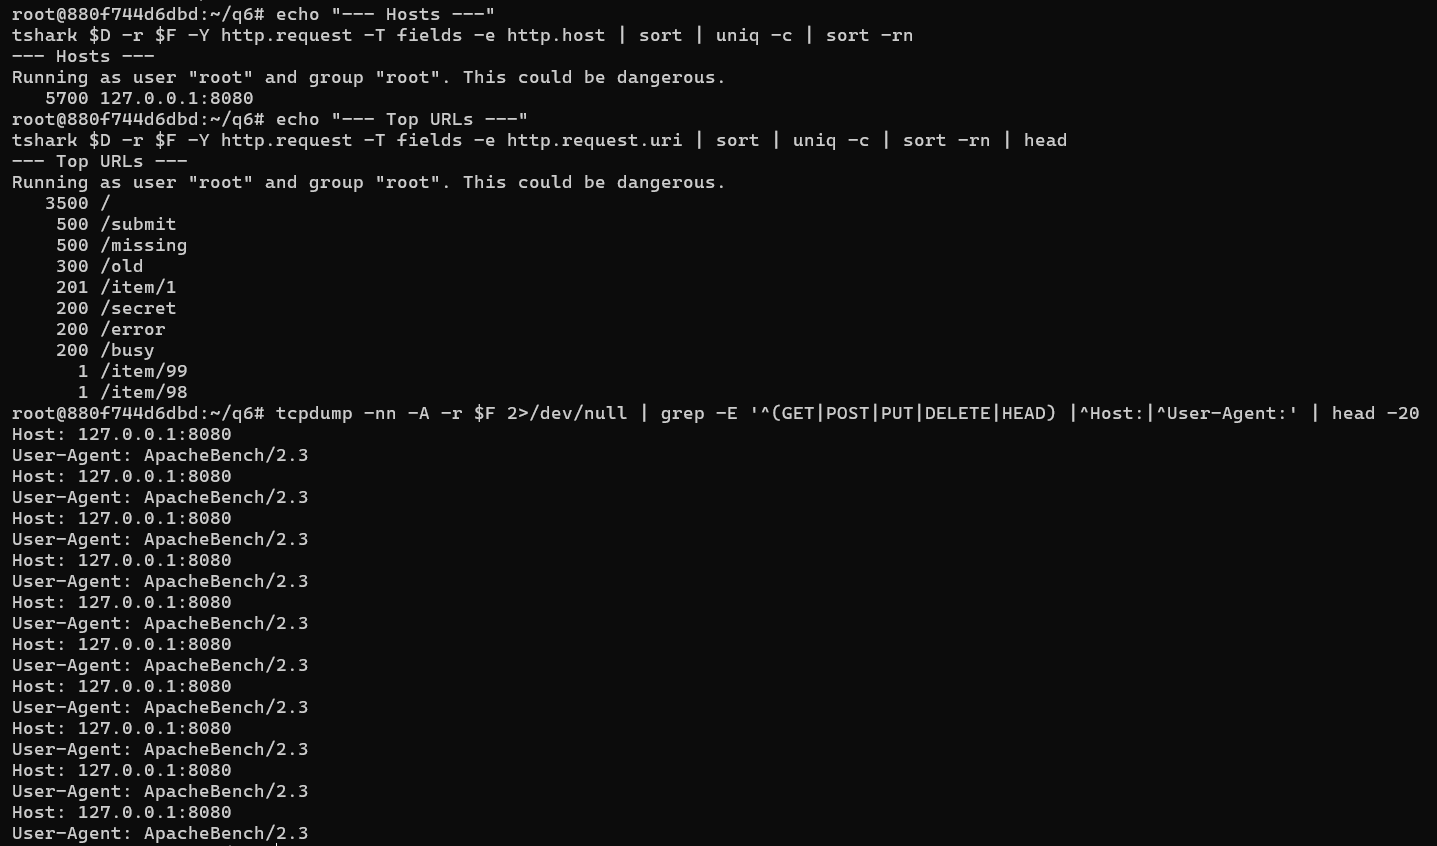 root@880f744d6dbd:~/q6# echo "--- Hosts ---"
tshark $D -r $F -Y http.request -T fields -e http.host | sort | uniq -c | sort -rn
--- Hosts ---
Running as user "root" and group "root". This could be dangerous.
   5700 127.0.0.1:8080
root@880f744d6dbd:~/q6# echo "--- Top URLs ---"
tshark $D -r $F -Y http.request -T fields -e http.request.uri | sort | uniq -c | sort -rn | head
--- Top URLs ---
Running as user "root" and group "root". This could be dangerous.
   3500 /
    500 /submit
    500 /missing
    300 /old
    201 /item/1
    200 /secret
    200 /error
    200 /busy
      1 /item/99
      1 /item/98
root@880f744d6dbd:~/q6# tcpdump -nn -A -r $F 2>/dev/null | grep -E '^(GET|POST|PUT|DELETE|HEAD) |^Host:|^User-Agent:' | head -20
Host: 127.0.0.1:8080
User-Agent: ApacheBench/2.3
Host: 127.0.0.1:8080
User-Agent: ApacheBench/2.3
Host: 127.0.0.1:8080
User-Agent: ApacheBench/2.3
Host: 127.0.0.1:8080
User-Agent: ApacheBench/2.3
Host: 127.0.0.1:8080
User-Agent: ApacheBench/2.3
Host: 127.0.0.1:8080
User-Agent: ApacheBench/2.3
Host: 127.0.0.1:8080
User-Agent: ApacheBench/2.3
Host: 127.0.0.1:8080
User-Agent: ApacheBench/2.3
Host: 127.0.0.1:8080
User-Agent: ApacheBench/2.3
Host: 127.0.0.1:8080
User-Agent: ApacheBench/2.3